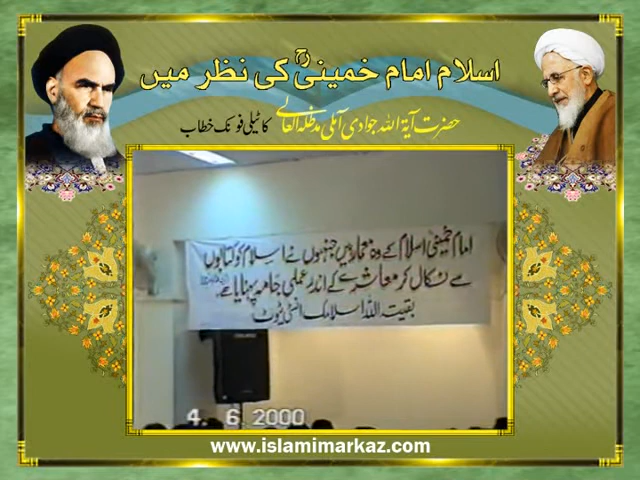 اسلام امام خمینیؒ کی نظر میں
حضرت آیۃ اللہ جوادی آملی مدظلہ العالی کا ٹیلی فونک خطاب
امام خمینیؒ اسلام کے وہ معمار ہیں جنہوں نے اسلام کو کتابوں
سے نکال کر معاشرے کے اندر عملی جامہ پہنایا ہے۔
بقیت اللہ اسلامک انسٹی ٹیوٹ
4. 6. 2000
www.islamimarkaz.com